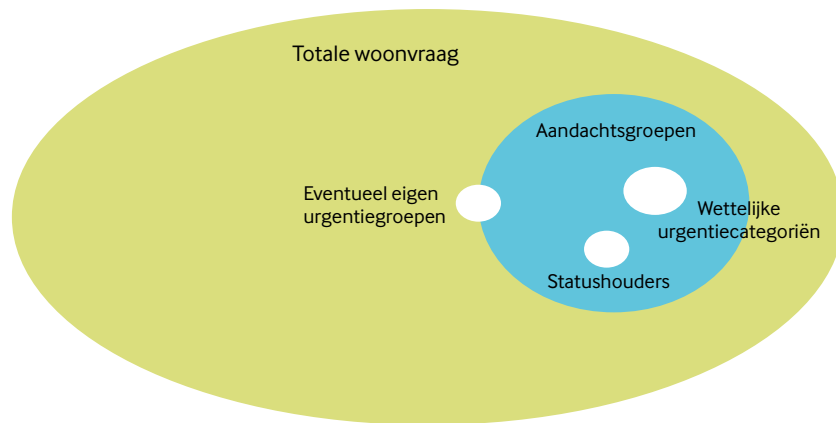 Totale woonvraag
Aandachtsgroepen
Eventueel eigen
urgentiegroepen
Wettelijke
urgentiecategoriën
Statushouders